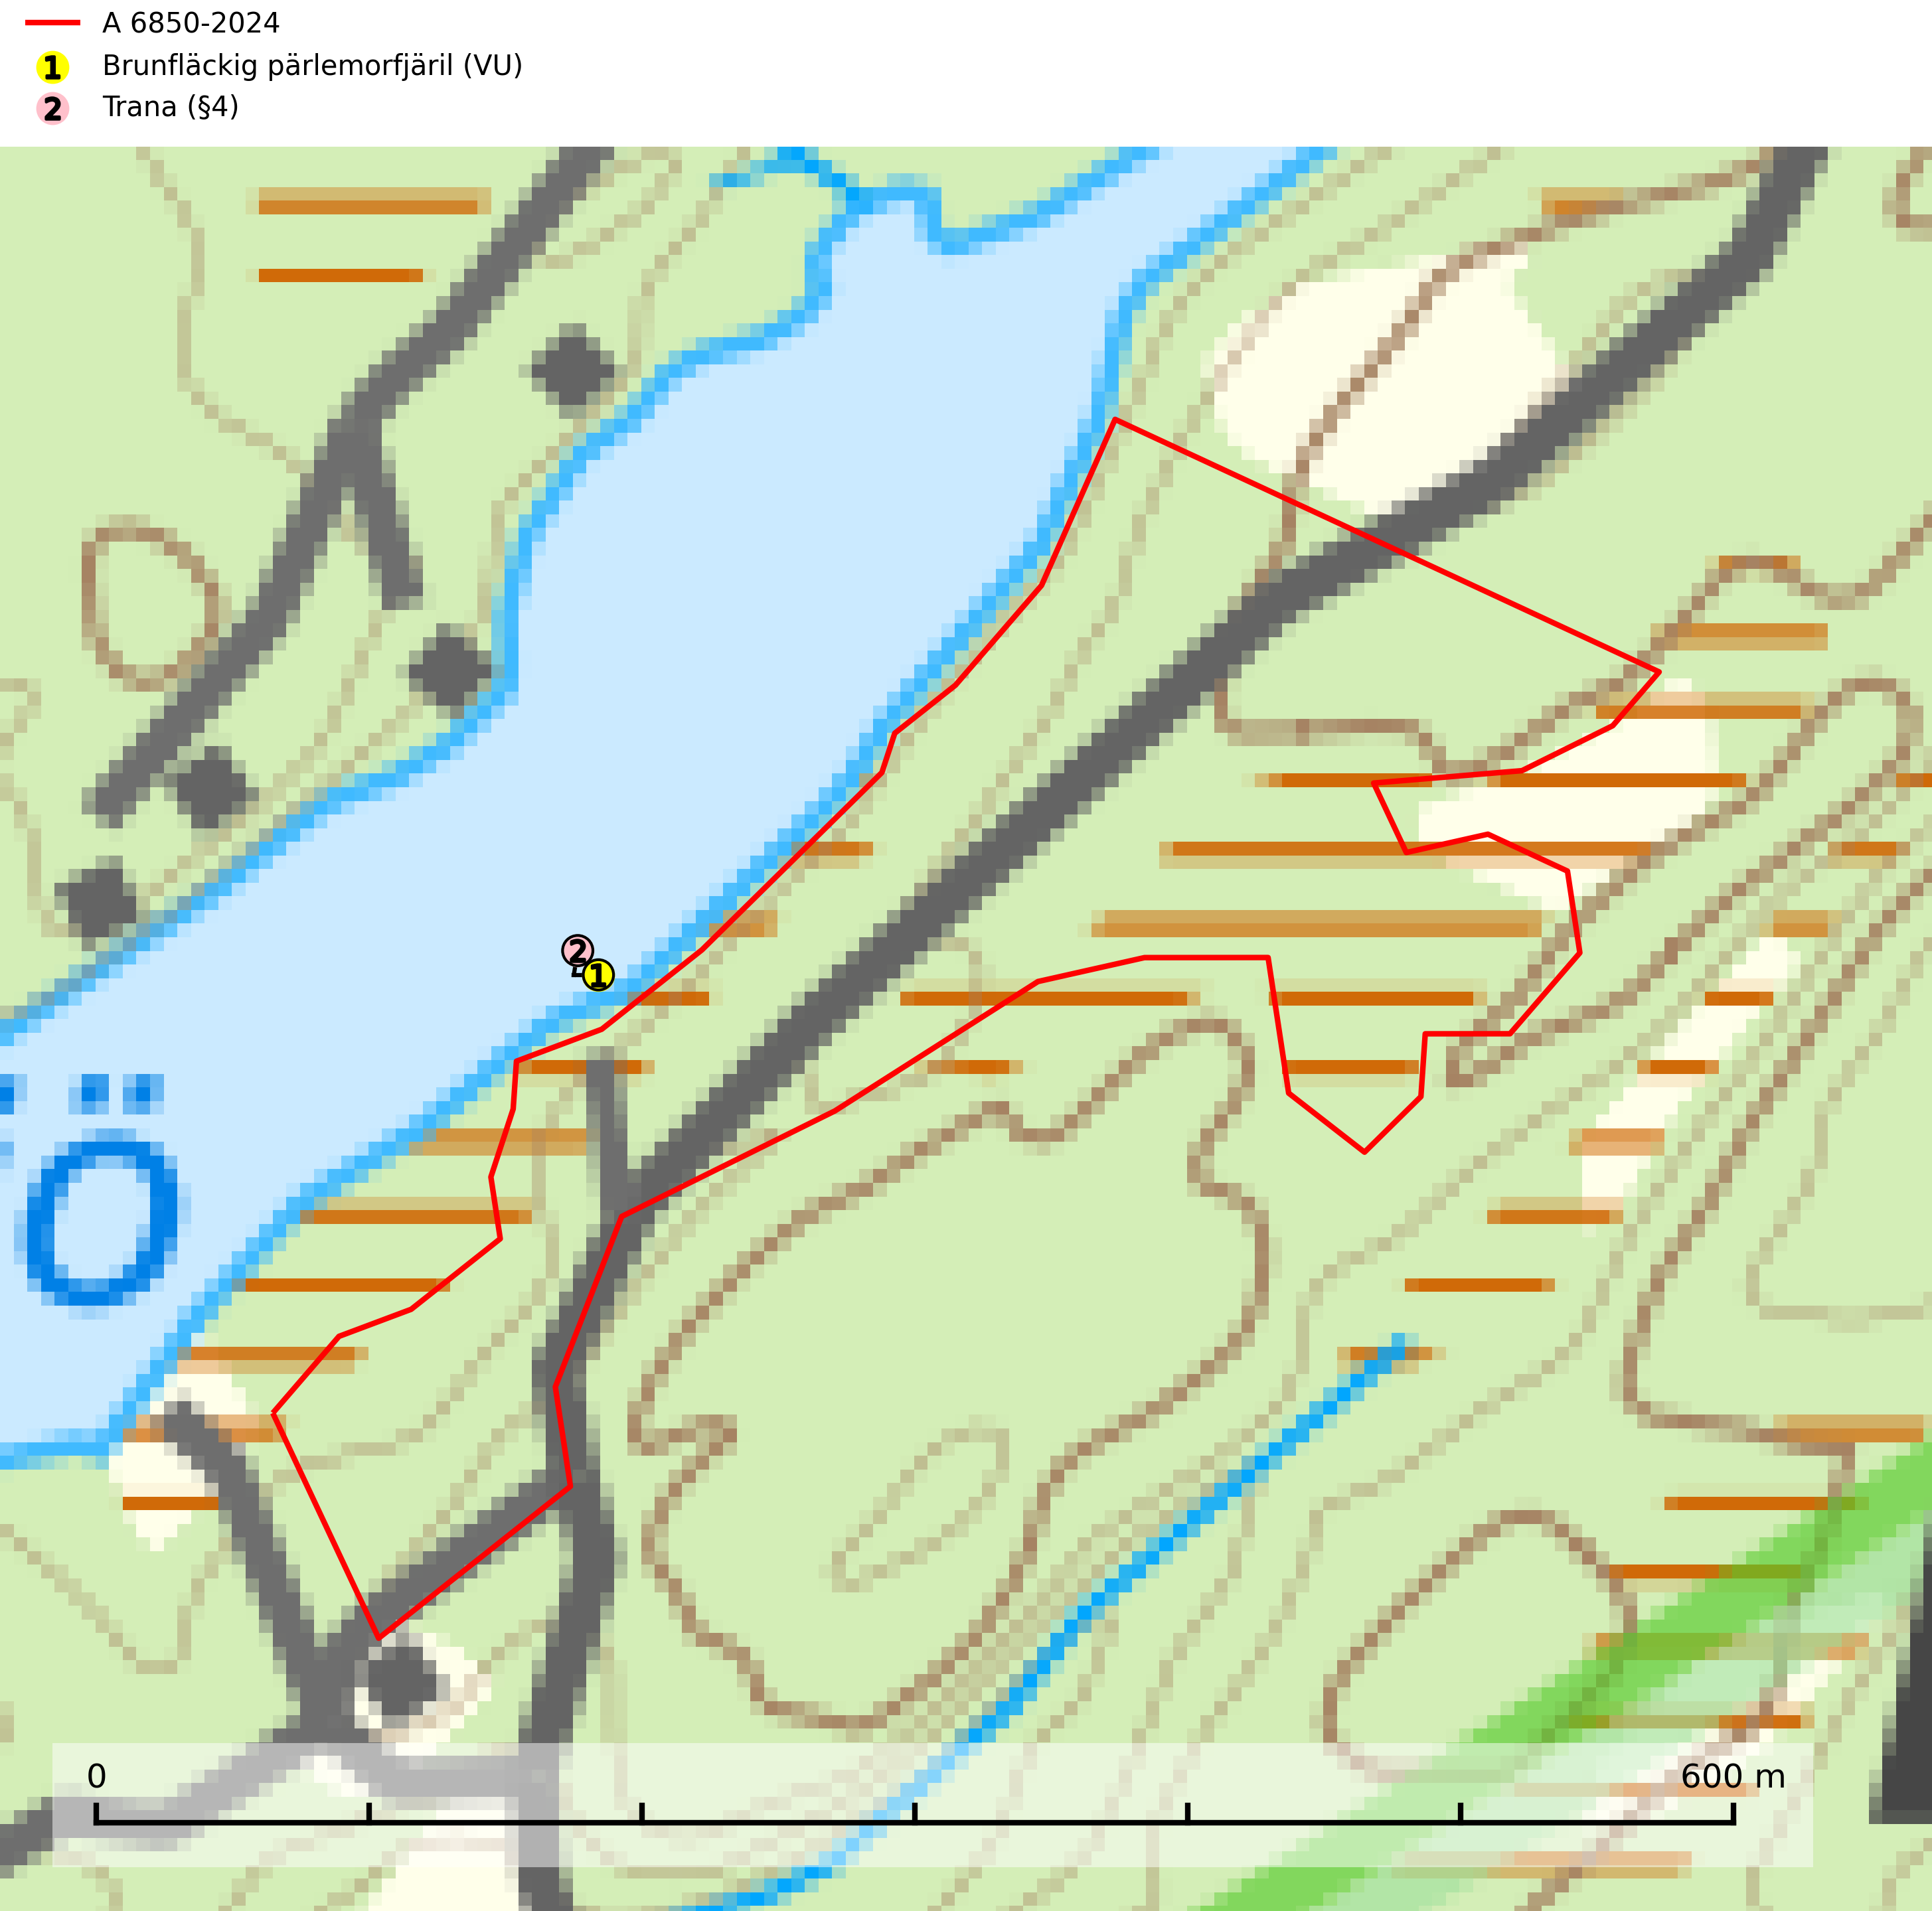 A 6850-2024
1 Brunfläckig pärlemorfjäril (VU)
2 Trana (§4)
2
1
Ö
0 600 m